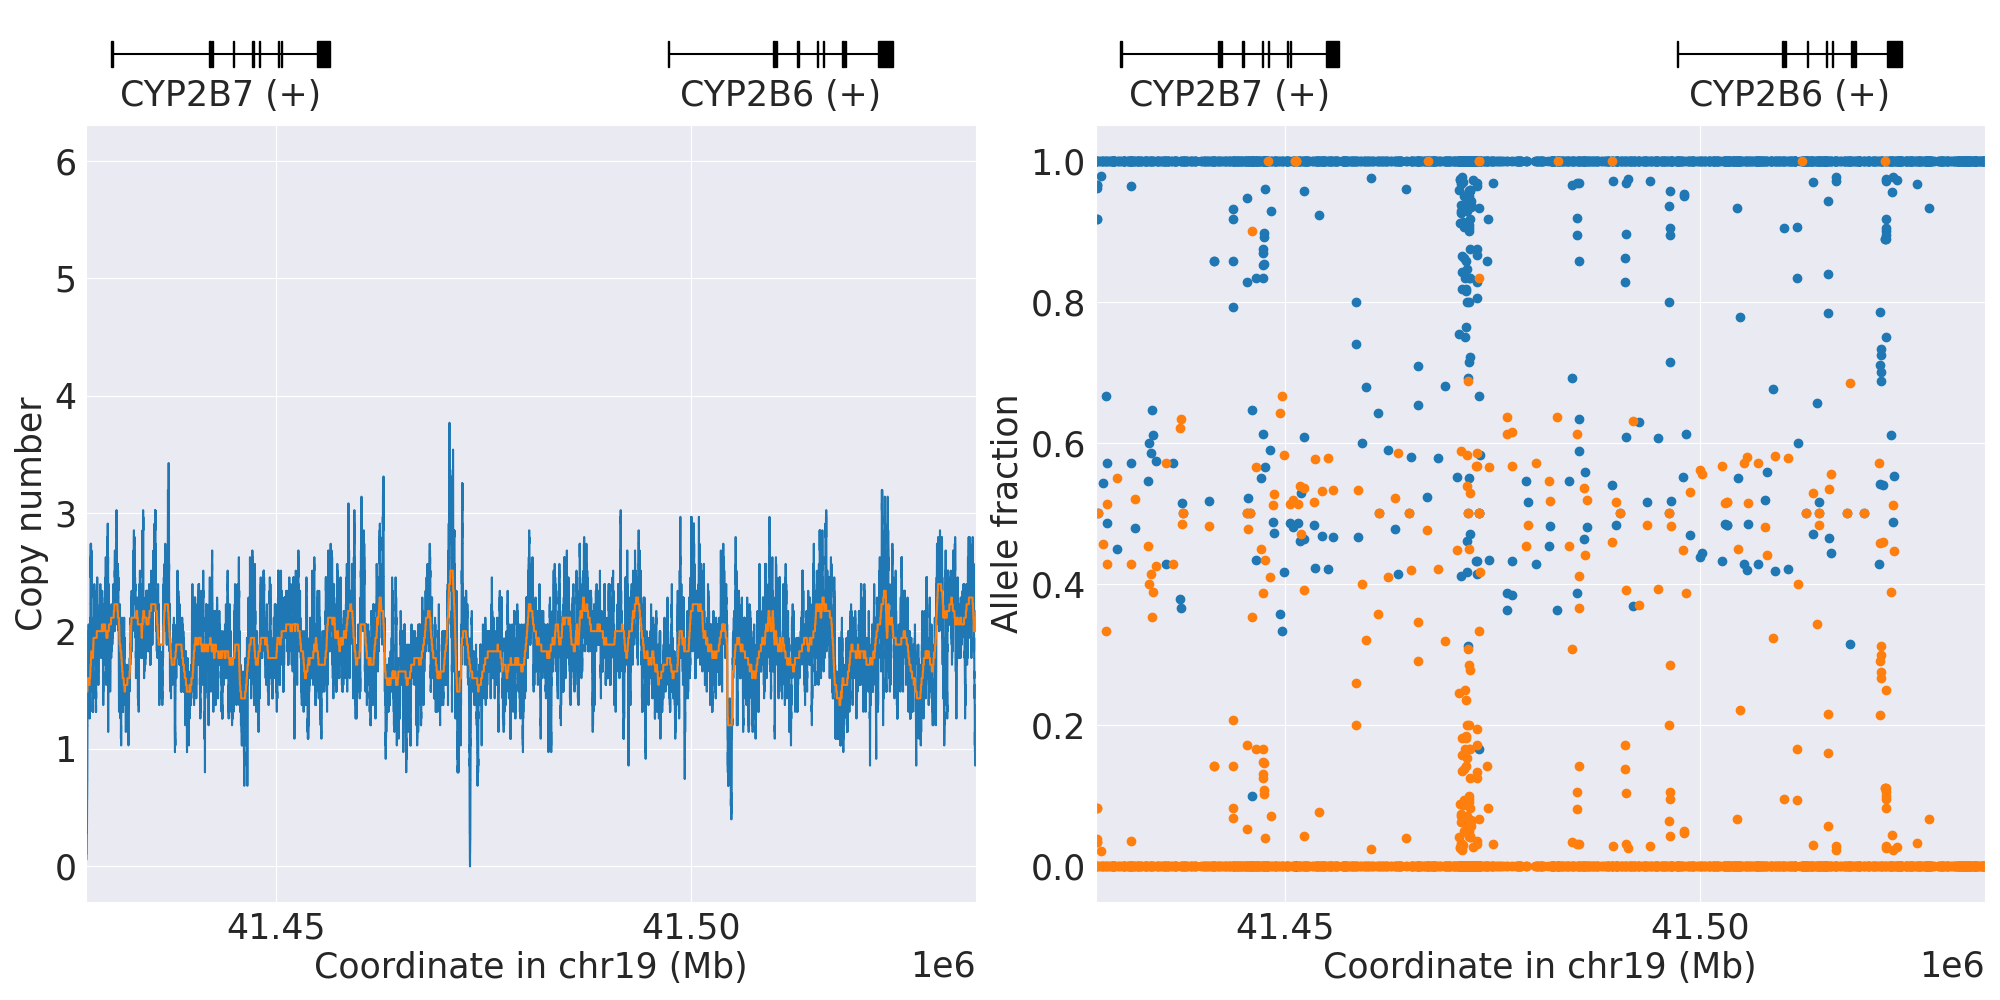 CYP2B7 (+)
CYP2B6 (+)
6
5
4
3
2
1
0
Copy number
41.45
41.50
Coordinate in chr19 (Mb)
1e6
CYP2B7 (+)
CYP2B6 (+)
1.0
0.8
0.6
0.4
0.2
0.0
Allele fraction
41.45
41.50
Coordinate in chr19 (Mb)
1e6